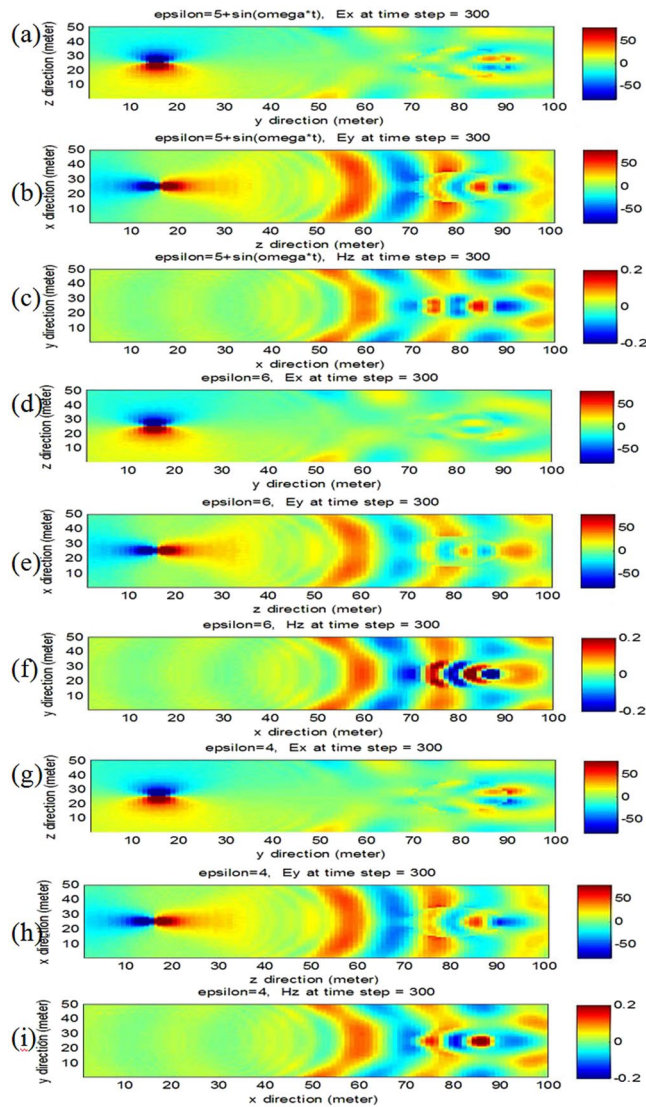 epsilon=5+sin(omega*t), Ex at time step = 300
(a)
z direction (meter)
50
40
30
20
10
10 20 30 40 50 60 70 80 90 100
y direction (meter)
50
0
-50
epsilon=5+sin(omega*t), Ey at time step = 300
(b)
x direction (meter)
50
40
30
20
10
10 20 30 40 50 60 70 80 90 100
z direction (meter)
50
0
-50
epsilon=5+sin(omega*t), Hz at time step = 300
(c)
y direction (meter)
50
40
30
20
10
10 20 30 40 50 60 70 80 90 100
x direction (meter)
0.2
0
-0.2
epsilon=6, Ex at time step = 300
(d)
z direction (meter)
50
40
30
20
10
10 20 30 40 50 60 70 80 90 100
y direction (meter)
50
0
-50
epsilon=6, Ey at time step = 300
(e)
x direction (meter)
50
40
30
20
10
10 20 30 40 50 60 70 80 90 100
z direction (meter)
50
0
-50
epsilon=6, Hz at time step = 300
(f)
y direction (meter)
50
40
30
20
10
10 20 30 40 50 60 70 80 90 100
x direction (meter)
0.2
0
-0.2
epsilon=4, Ex at time step = 300
(g)
z direction (meter)
50
40
30
20
10
10 20 30 40 50 60 70 80 90 100
y direction (meter)
50
0
-50
epsilon=4, Ey at time step = 300
(h)
x direction (meter)
50
40
30
20
10
10 20 30 40 50 60 70 80 90 100
z direction (meter)
50
0
-50
epsilon=4, Hz at time step = 300
(i)
y direction (meter)
50
40
30
20
10
10 20 30 40 50 60 70 80 90 100
x direction (meter)
0.2
0
-0.2